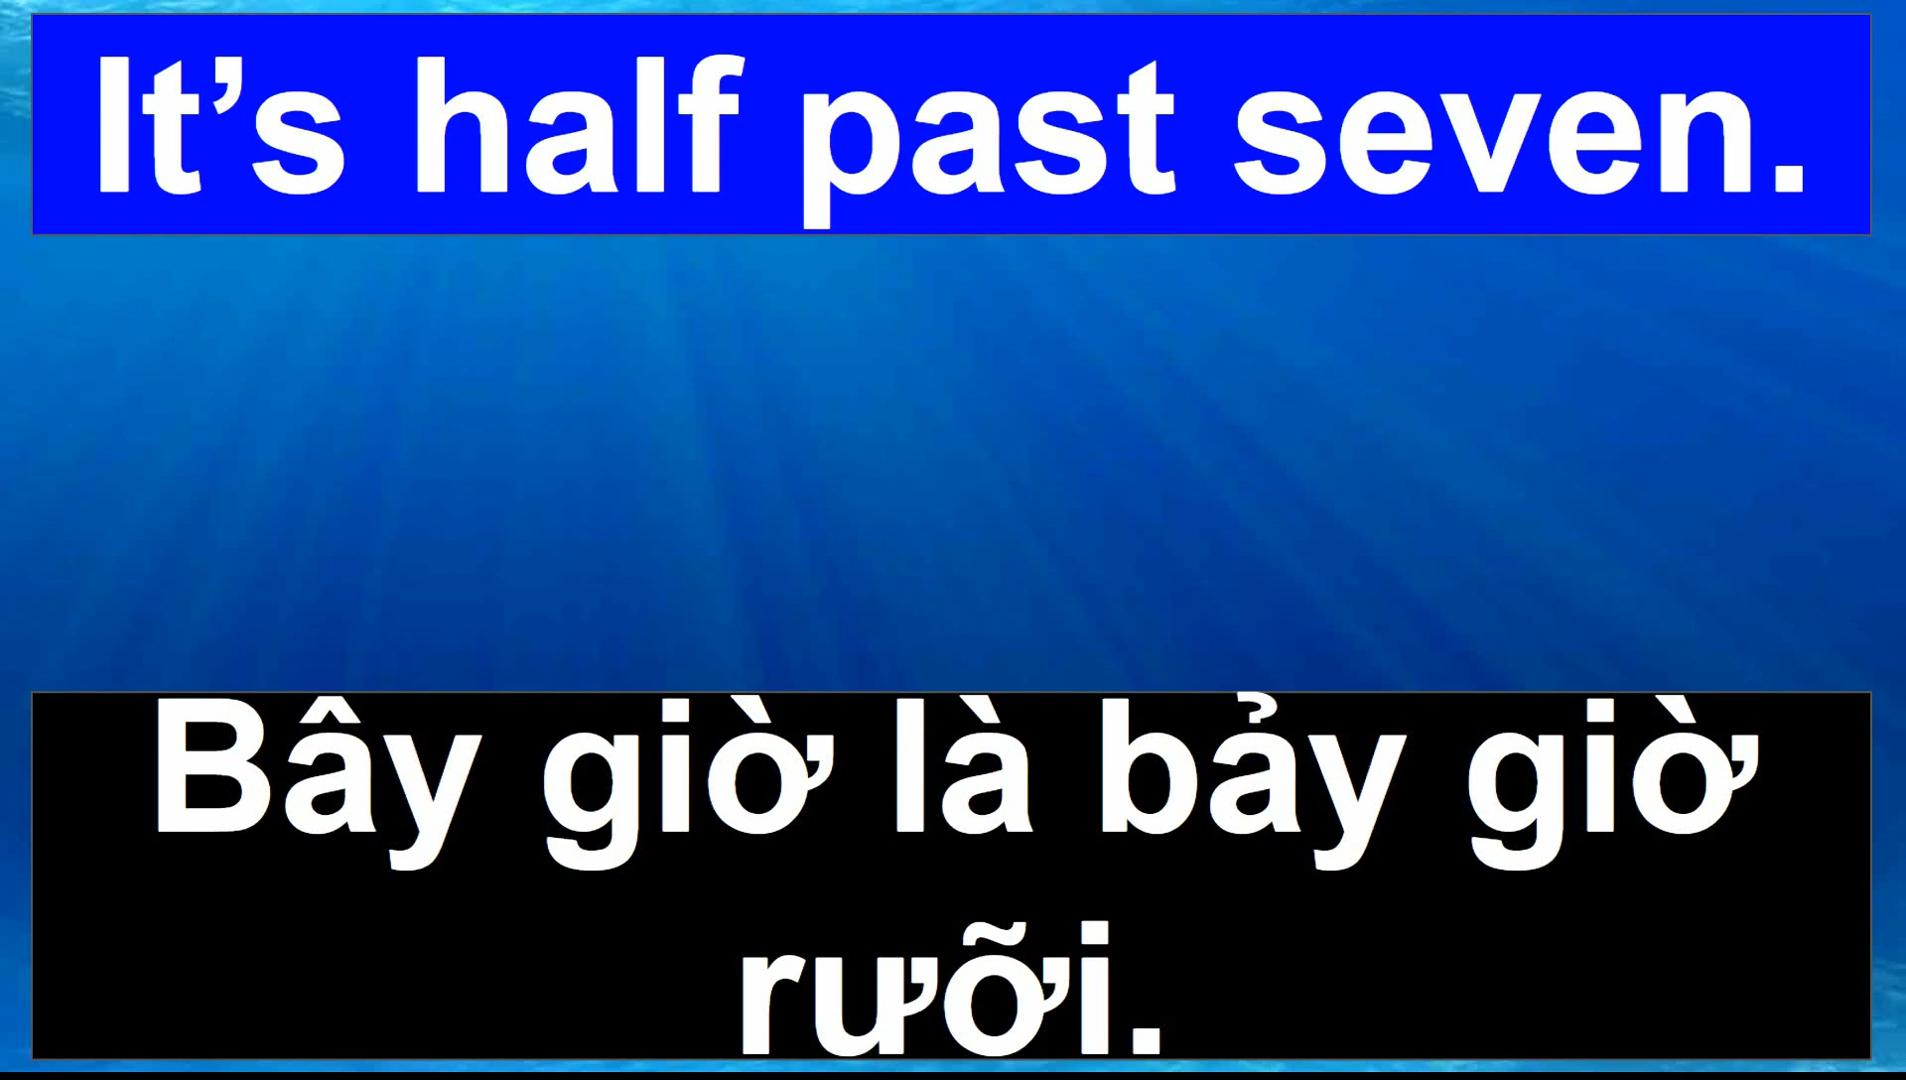 It’s half past seven.
Bây giờ là bảy giờ
rưỡi.